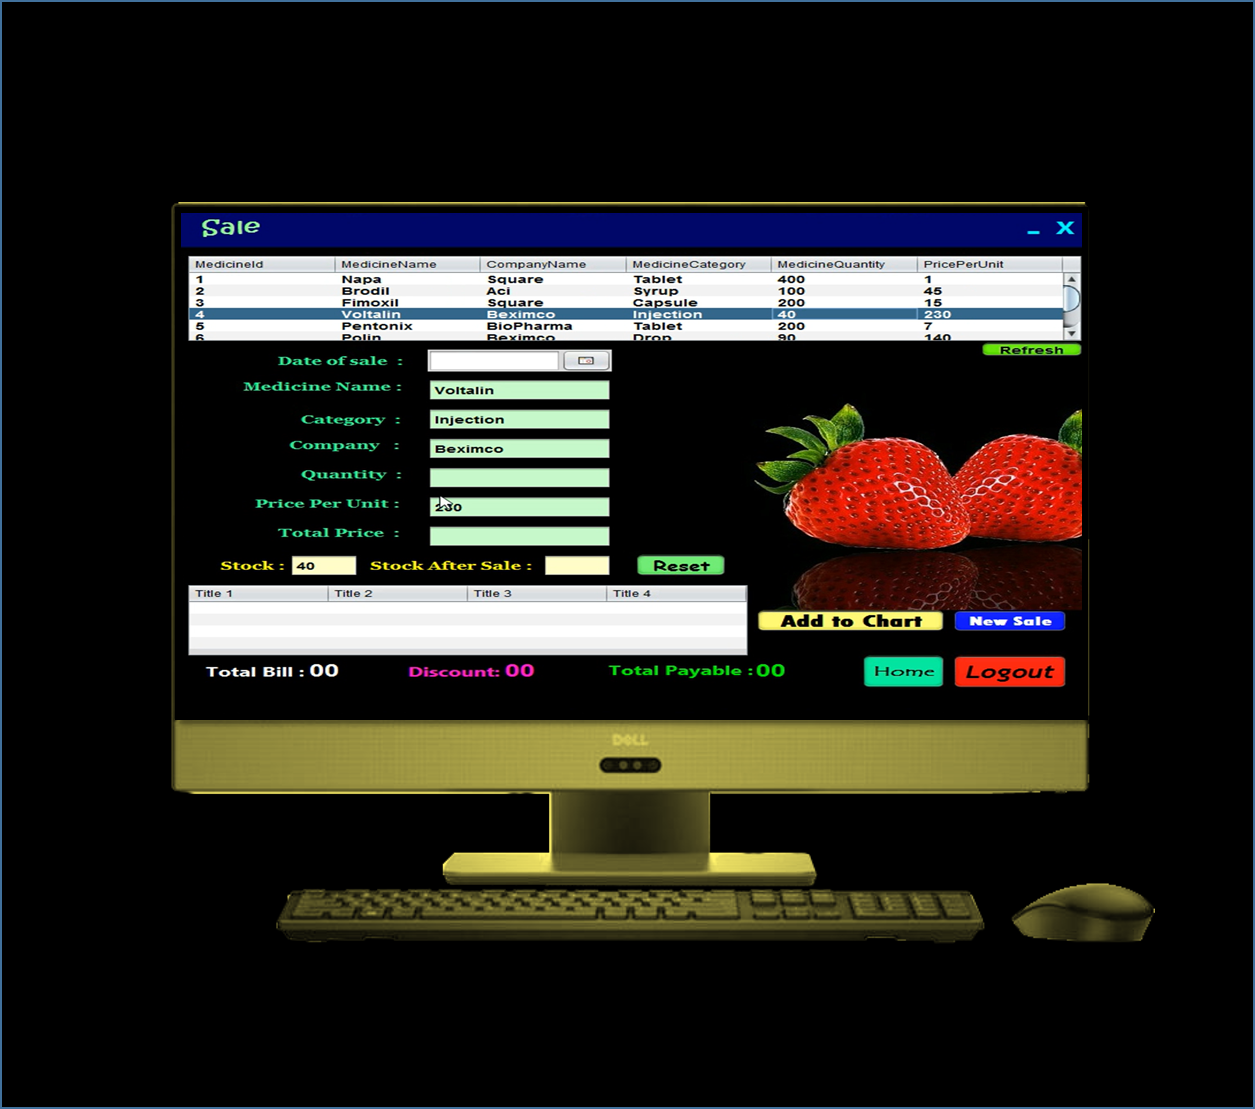 Sale
MedicineId MedicineName CompanyName MedicineCategory MedicineQuantity PricePerUnit
1 Napa Square Tablet 400 1
2 Brodil Aci Syrup 100 45
3 Fimoxil Square Capsule 200 15
4 Voltalin Beximco Injection 40 230
5 Pentonix BioPharma Tablet 200 7
6 Polin Beximco Drop 90 140
Refresh
Date of sale :
Medicine Name : Voltalin
Category : Injection
Company : Beximco
Quantity :
Price Per Unit : 230
Total Price :
Stock : 40 Stock After Sale : Reset
Title 1 Title 2 Title 3 Title 4
Add to Chart New Sale
Total Bill : 00 Discount: 00 Total Payable : 00 Home Logout
DELL